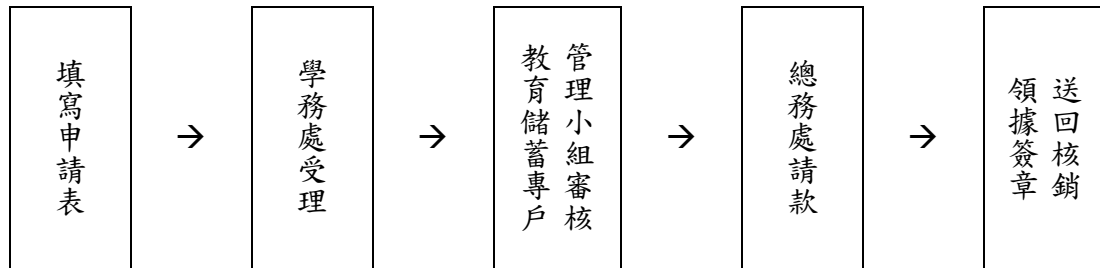 填寫申請表
→
學務處受理
→
管理小組審核
教育儲蓄專戶
→
總務處請款
→
送回核銷
領據簽章